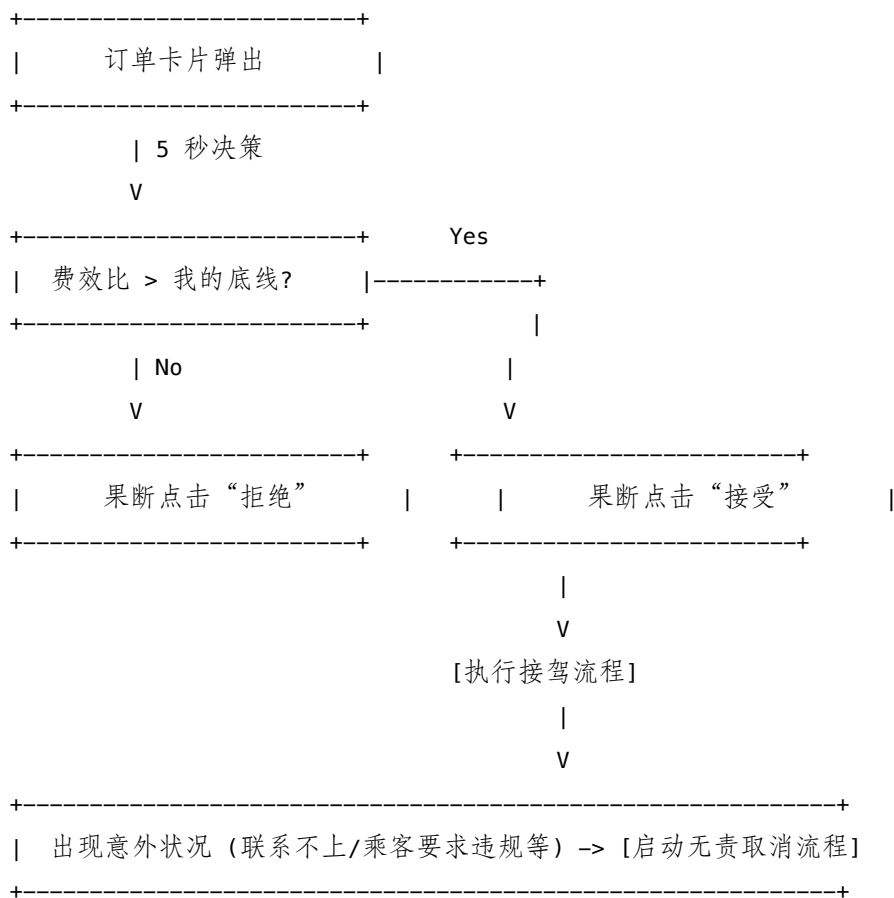 +-------------------------+
|      订单卡片弹出        |
+-------------------------+
| 5 秒决策
V
+-------------------------+      Yes
|  费效比 > 我的底线?     |------------+
+-------------------------+            |
| No                         |
V                           V
+-------------------------+      +-------------------------+
|      果断点击“拒绝”       |      |      果断点击“接受”       |
+-------------------------+      +-------------------------+
|
V
[执行接驾流程]
|
V
+-------------------------------------------------------------+
|  出现意外状况 (联系不上/乘客要求违规等) -> [启动无责取消流程]
+-------------------------------------------------------------+